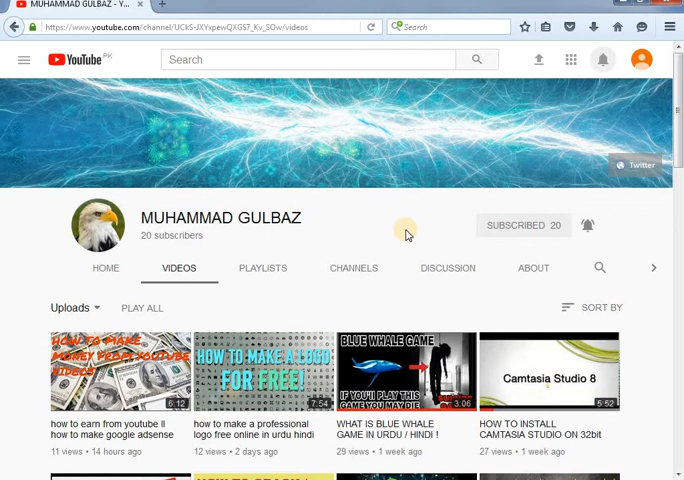 MUHAMMAD GULBAZ - Y...
https://www.youtube.com/channel/UCkS-JXYxpewQXGS7_Kv_SOw/videos
Search
YouTube PK
Search
Twitter
MUHAMMAD GULBAZ
20 subscribers
SUBSCRIBED 20
HOME VIDEOS PLAYLISTS CHANNELS DISCUSSION ABOUT
Uploads PLAY ALL SORT BY
HOW TO MAKE
MONEY FROM YOUTUBE
VIDEOS
6:12
HOW TO MAKE A LOGO
FOR FREE!
7:54
BLUE WHALE GAME
IF YOU'LL PLAY THIS
GAME YOU MAY DIE
3:06
Camtasia Studio 8
5:52
how to earn from youtube ll
how to make google adsense
11 views • 14 hours ago
how to make a professional
logo free online in urdu hindi
12 views • 2 days ago
WHAT IS BLUE WHALE
GAME IN URDU / HINDI !
29 views • 1 week ago
HOW TO INSTALL
CAMTASIA STUDIO ON 32bit
27 views • 1 week ago